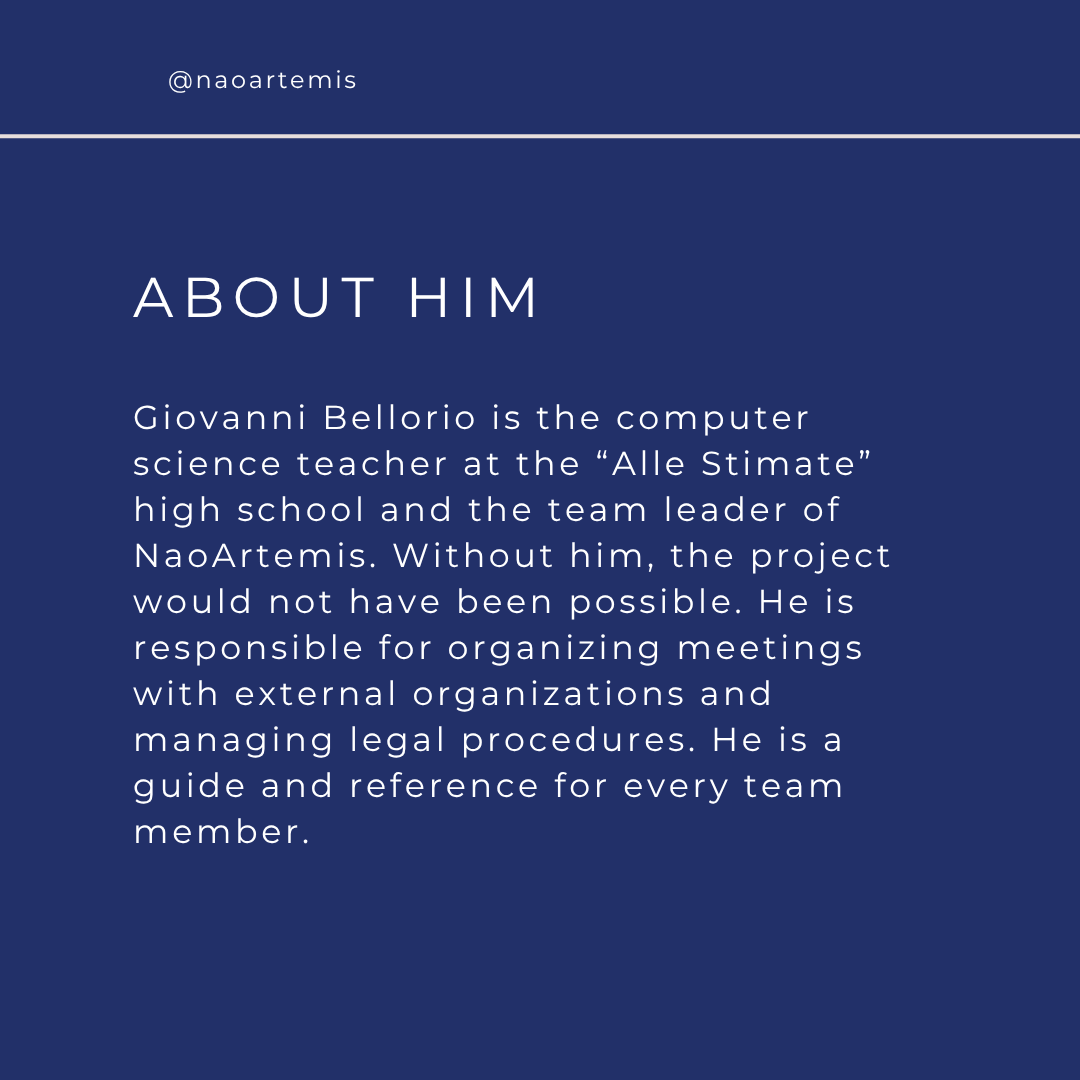 @naoartemis
ABOUT HIM
Giovanni Bellorio is the computer
science teacher at the “Alle Stimate”
high school and the team leader of
NaoArtemis. Without him, the project
would not have been possible. He is
responsible for organizing meetings
with external organizations and
managing legal procedures. He is a
guide and reference for every team
member.